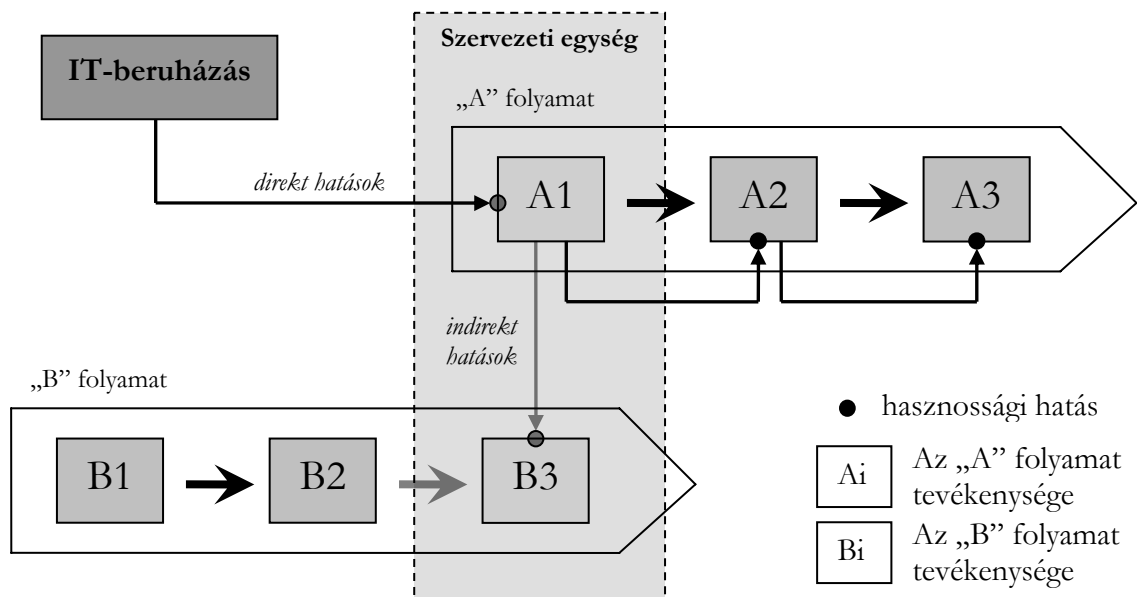 Szervezeti egység
IT-beruházás
„A” folyamat
direkt hatások
A1
A2
A3
indirekt
hatások
„B” folyamat
B1
B2
B3
hasznossági hatás
Ai
Az „A” folyamat
tevékenysége
Bi
Az „B” folyamat
tevékenysége